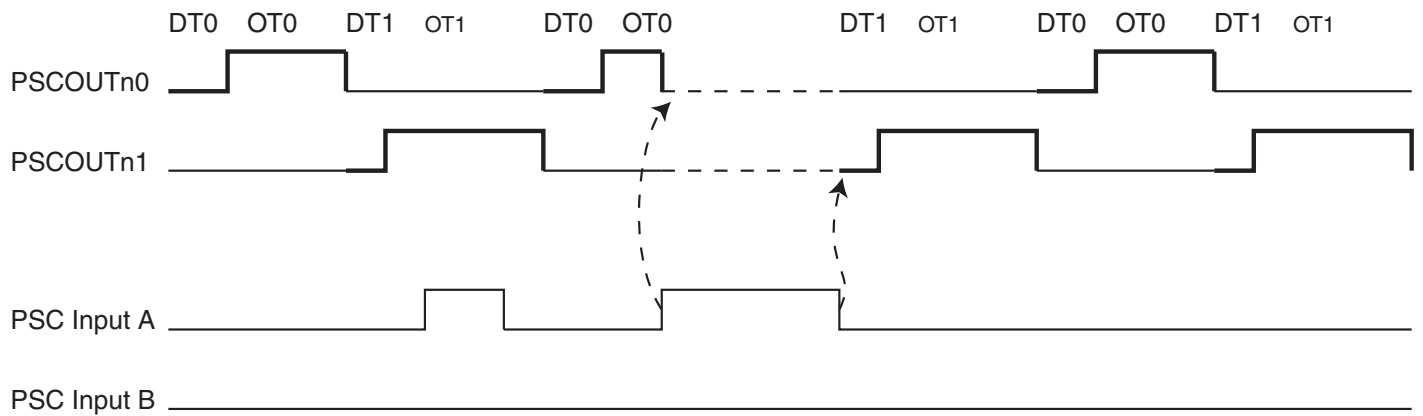 DT0 OT0 DT1 OT1 DT0 OT0 DT1 OT1 DT0 OT0 DT1 OT1
PSCOUTn0
PSCOUTn1
PSC Input A
PSC Input B